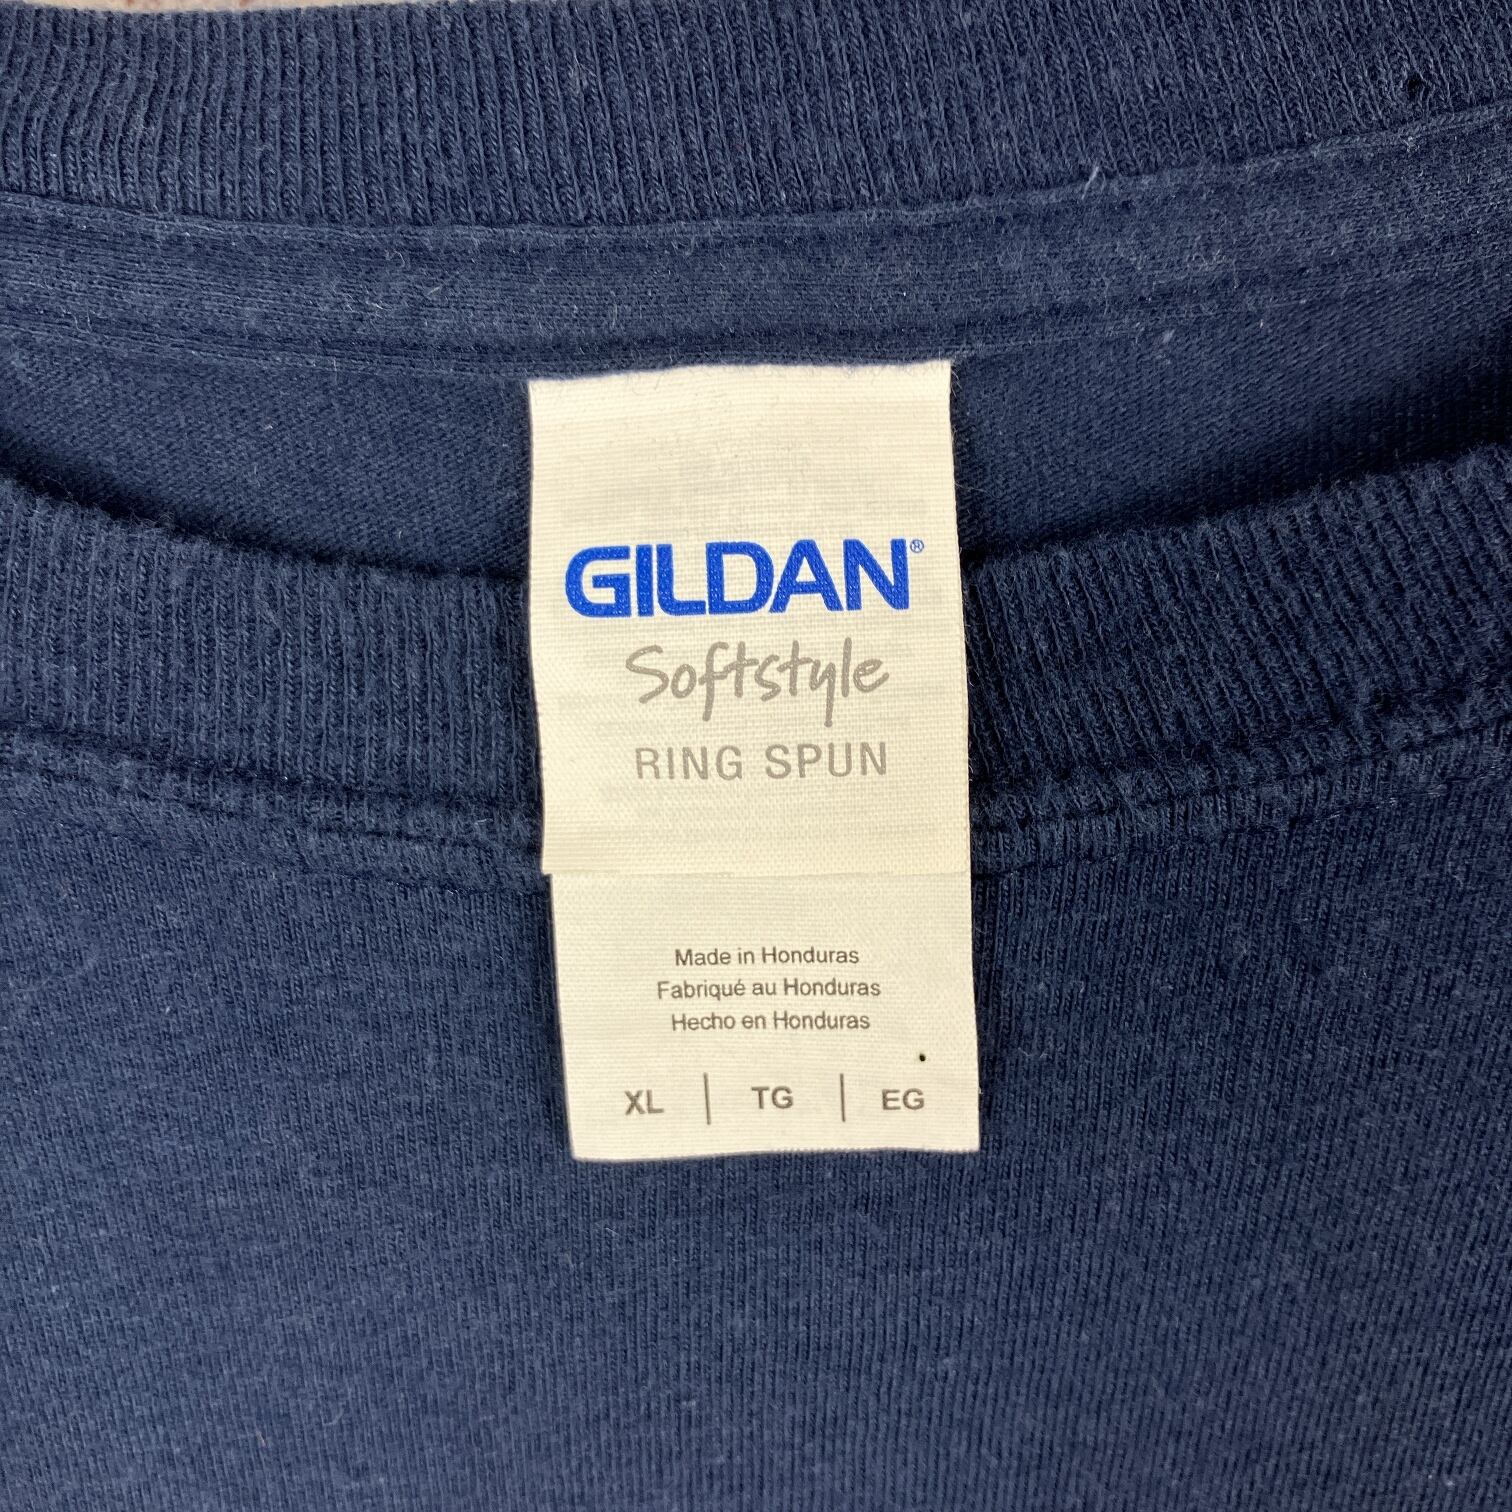 GILDAN®
Softstyle
RING SPUN
Made in Honduras
Fabriqué au Honduras
Hecho en Honduras
XL | TG | EG